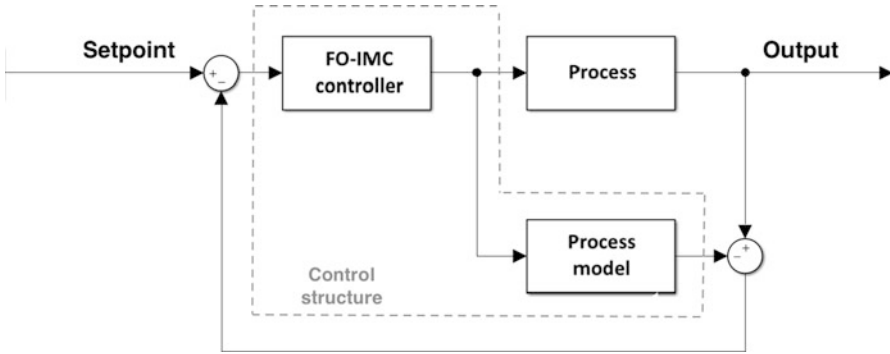 Setpoint
+
−
FO-IMC
controller
Process
Output
Process
model
−
+
Control
structure